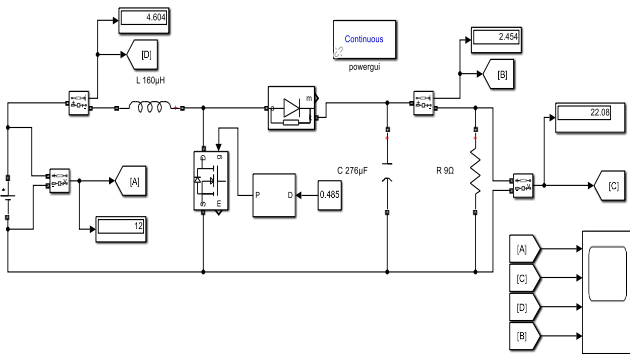 4.604
[D]
L 160µH
Continuous
powergui
2.454
[B]
22.08
m
[A]
12
g
D
S
m
P
D
0.485
C 276µF
R 9Ω
[C]
[A]
[C]
[D]
[B]